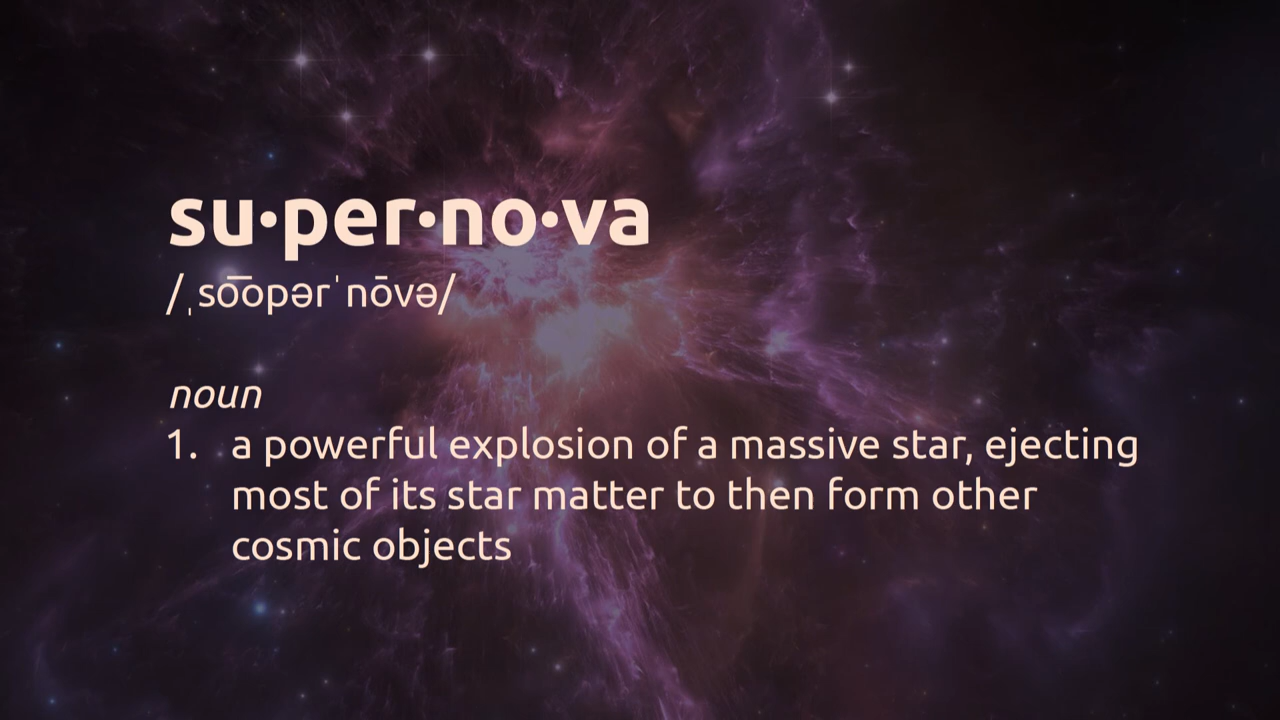 su·per·no·va
/ˌso͞opərˈnōvə/
noun
1. a powerful explosion of a massive star, ejecting
most of its star matter to then form other
cosmic objects